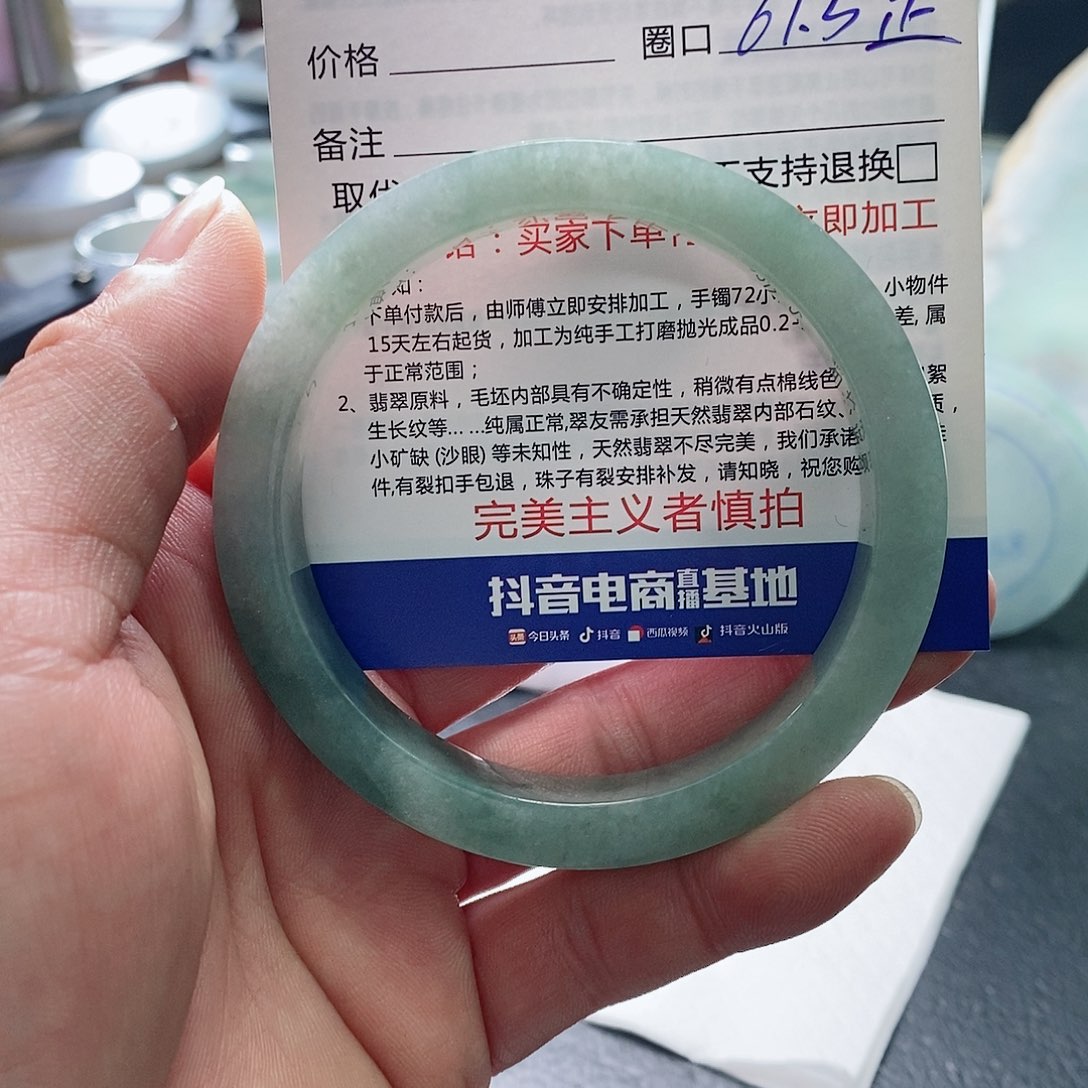 价格 圈口 61.5 正
备注
取 支持退换
：买家下单 立即加工
知：
下单付款后，由师傅立即安排加工，手镯72小 小物件
15天左右起货，加工为纯手工打磨抛光成品0.2- 差, 属
于正常范围；
2、翡翠原料，毛坯内部具有不确定性，稍微有点棉线色 絮
生长纹等... ...纯属正常,翠友需承担天然翡翠内部石纹、 质，
小矿缺 (沙眼) 等未知性，天然翡翠不尽完美，我们承诺
件,有裂扣手包退，珠子有裂安排补发，请知晓，祝您购
完美主义者慎拍
抖音电商直播基地
头条 今日头条 抖音 西瓜视频 抖音火山版